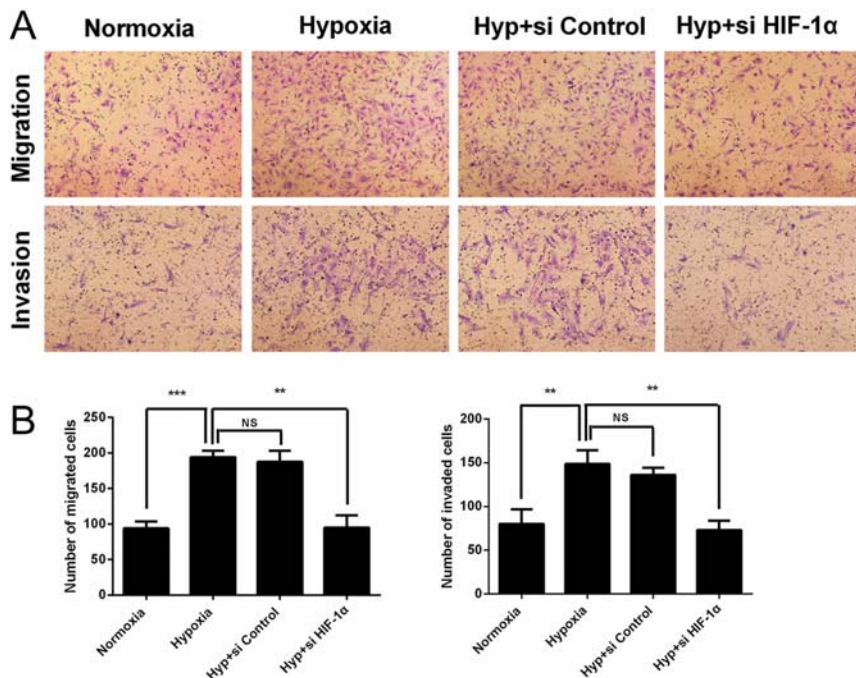 A
Normoxia Hypoxia Hyp+si Control Hyp+si HIF-1α
Migration
Invasion
B
Number of migrated cells
250
200
150
100
50
0
***
**
NS
Normoxia
Hypoxia
Hyp+si Control
Hyp+si HIF-1α
Number of invaded cells
200
150
100
50
0
**
**
NS
Normoxia
Hypoxia
Hyp+si Control
Hyp+si HIF-1α